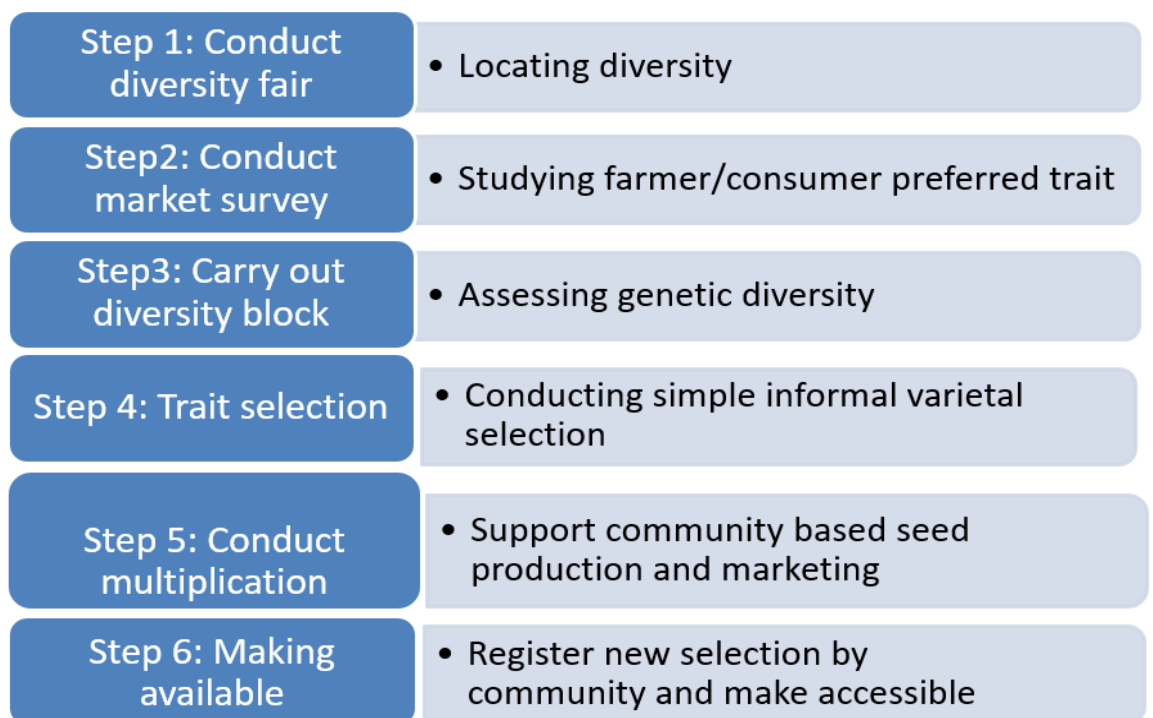 Step 1: Conduct
diversity fair
• Locating diversity
Step2: Conduct
market survey
• Studying farmer/consumer preferred trait
Step3: Carry out
diversity block
• Assessing genetic diversity
Step 4: Trait selection
• Conducting simple informal varietal
selection
Step 5: Conduct
multiplication
• Support community based seed
production and marketing
Step 6: Making
available
• Register new selection by
community and make accessible